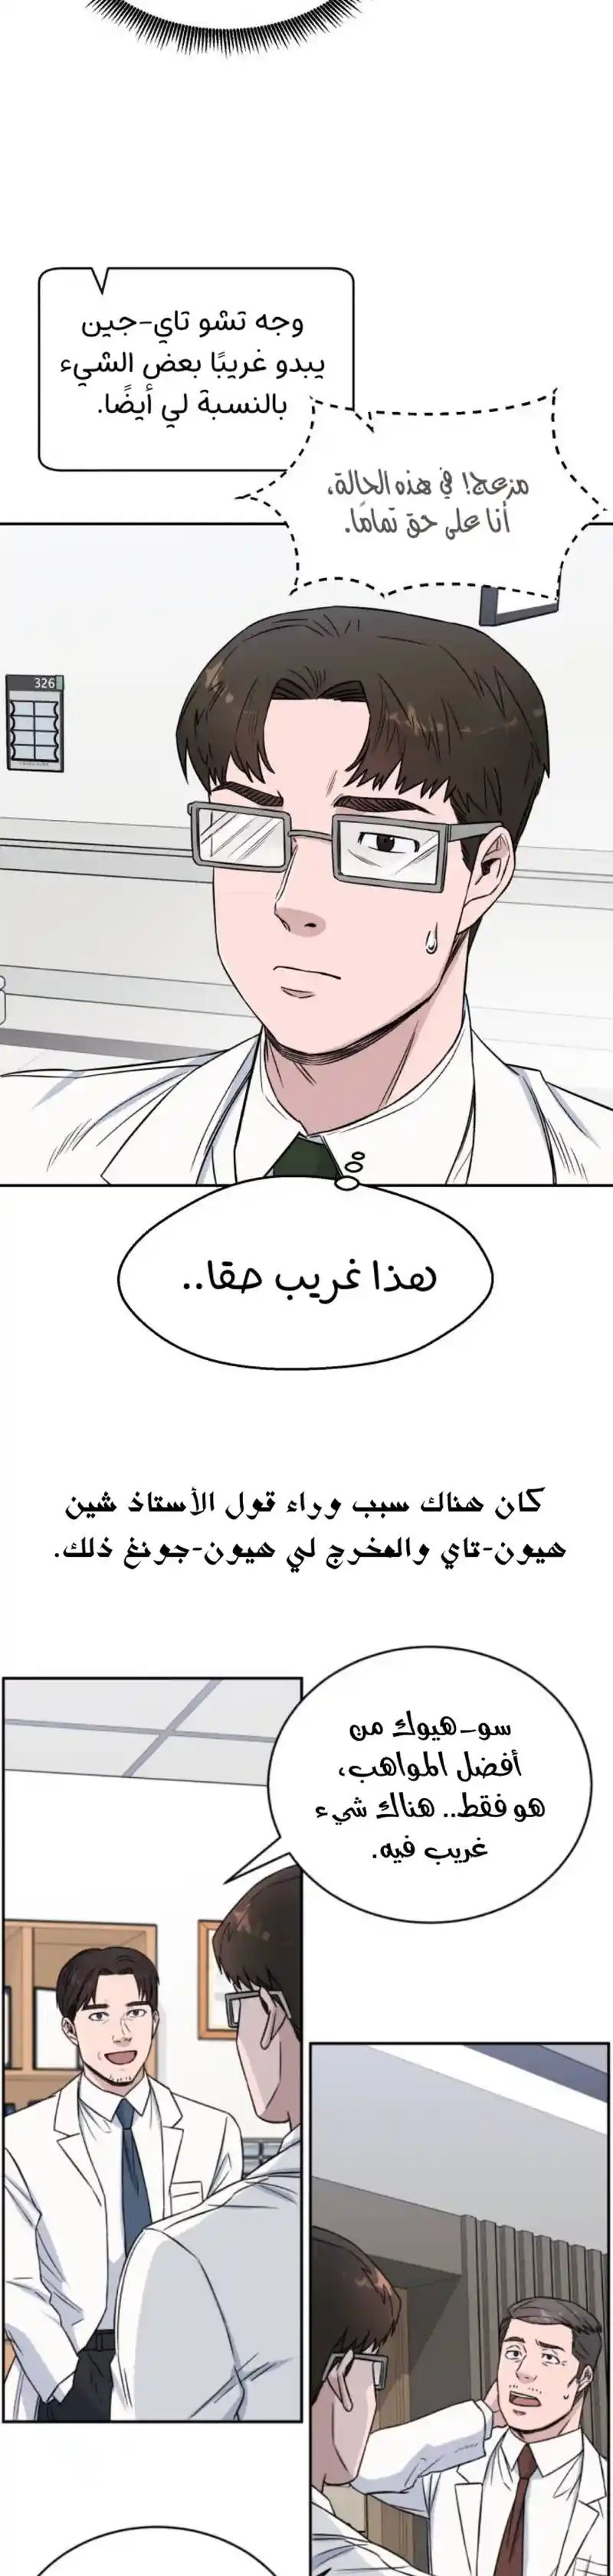 وجه تشو تاي-جين
يبدو غريبًا بعض الشيء
بالنسبة لي أيضًا.
مزعج! في هذه الحالة،
أنا على حق تمامًا.
326
هذا غريب حقا..
كان هناك سبب وراء قول الأستاذ شين
هيون-تاي والمخرج لي هيون-جونغ ذلك.
سو-هيوك من
أفضل المواهب،
هو فقط.. هناك شيء
غريب فيه.